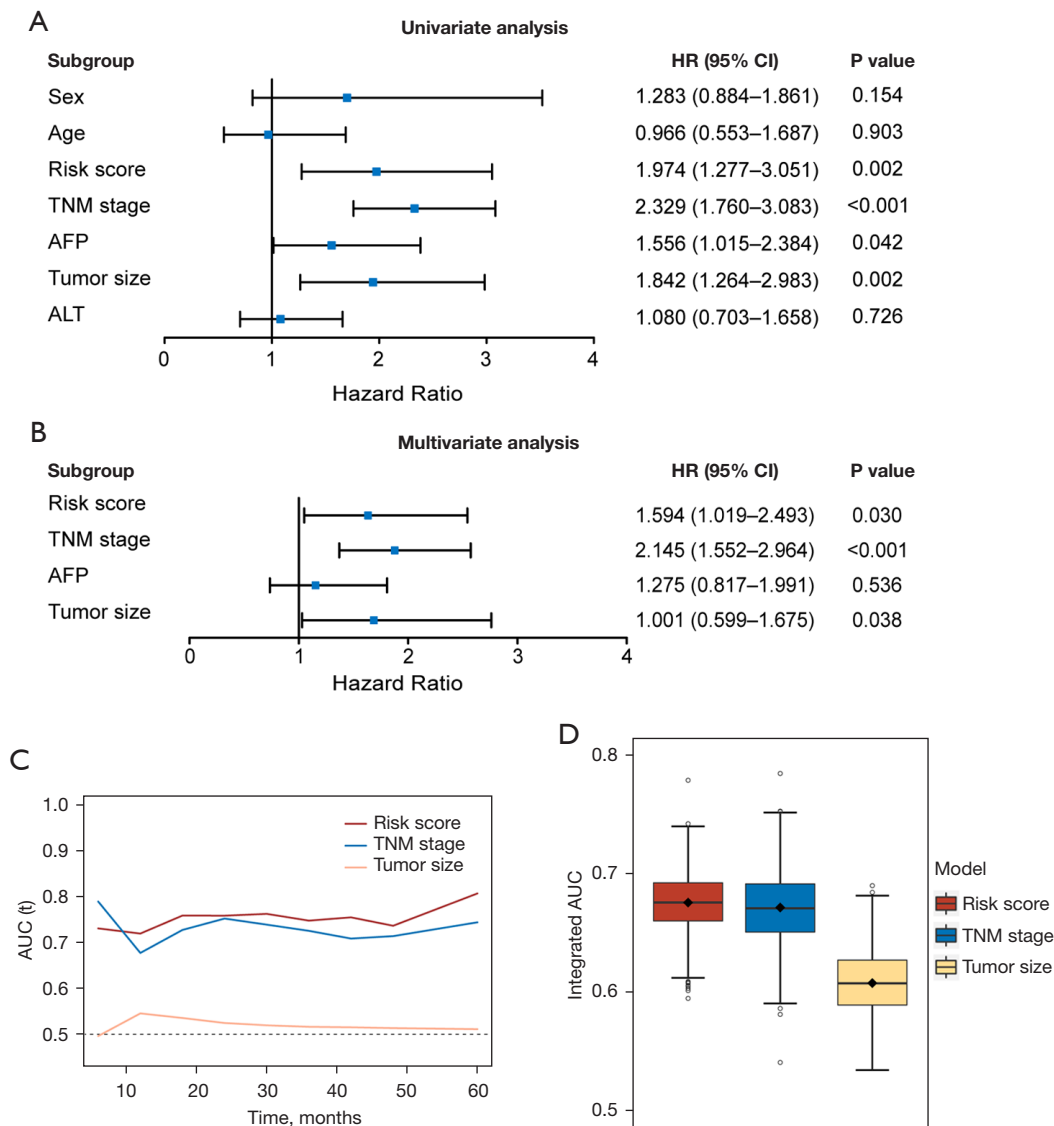 A
Univariate analysis
Subgroup HR (95% CI) P value
Sex 1.283 (0.884–1.861) 0.154
Age 0.966 (0.553–1.687) 0.903
Risk score 1.974 (1.277–3.051) 0.002
TNM stage 2.329 (1.760–3.083) <0.001
AFP 1.556 (1.015–2.384) 0.042
Tumor size 1.842 (1.264–2.983) 0.002
ALT 1.080 (0.703–1.658) 0.726
0 1 2 3 4
Hazard Ratio
B
Multivariate analysis
Subgroup HR (95% CI) P value
Risk score 1.594 (1.019–2.493) 0.030
TNM stage 2.145 (1.552–2.964) <0.001
AFP 1.275 (0.817–1.991) 0.536
Tumor size 1.001 (0.599–1.675) 0.038
0 1 2 3 4
Hazard Ratio
C
AUC (t)
1.0
0.9
0.8
0.7
0.6
0.5
Risk score
TNM stage
Tumor size
10 20 30 40 50 60
Time, months
D
Integrated AUC
0.8
0.7
0.6
0.5
Model
Risk score
TNM stage
Tumor size